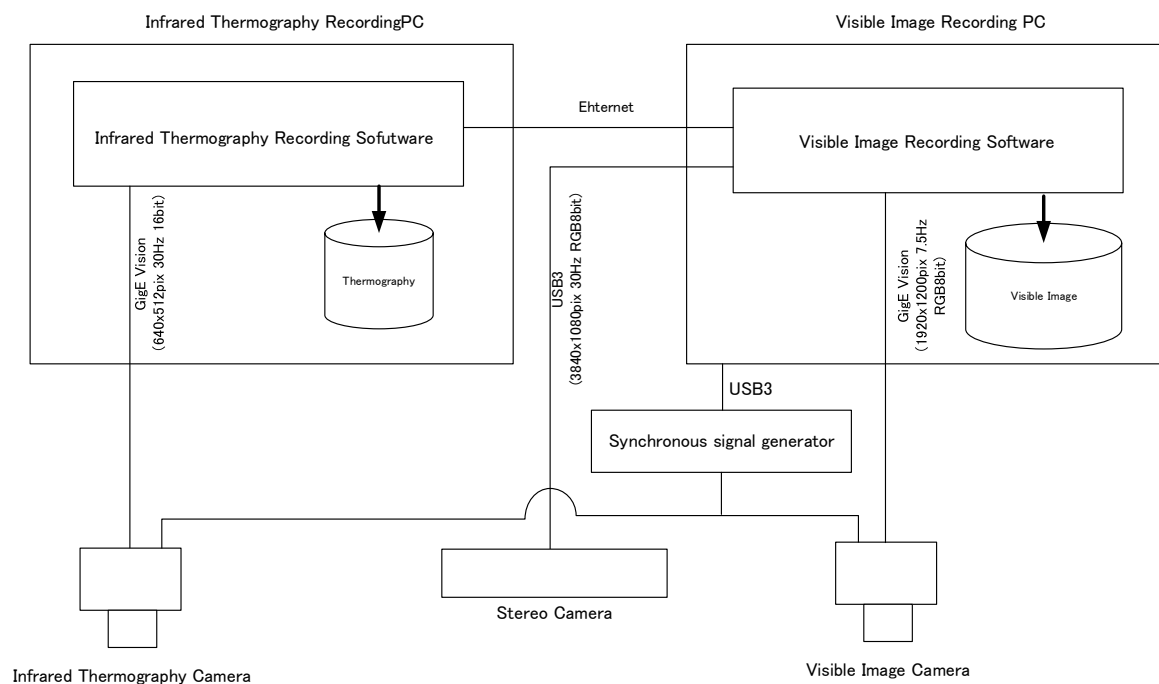 Infrared Thermography RecordingPC
Visible Image Recording PC
Ehternet
Infrared Thermography Recording Sofutware
Visible Image Recording Software
GigE Vision
(640x512pix 30Hz 16bit)
Thermography
USB3
(3840x1080pix 30Hz RGB8bit)
GigE Vision
(1920x1200pix 7.5Hz
RGB8bit)
Visible Image
USB3
Synchronous signal generator
Stereo Camera
Infrared Thermography Camera
Visible Image Camera